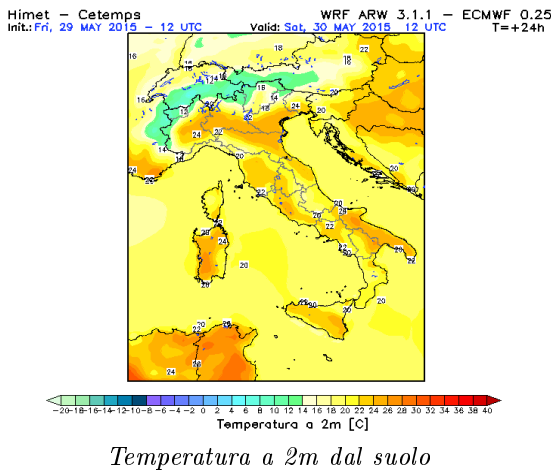 Himet – Cetemps WRF ARW 3.1.1 – ECMWF 0.25
Init.: Fri, 29 MAY 2015 – 12 UTC Valid: Sat, 30 MAY 2015 12 UTC T=+24h
-20 -18 -16 -14 -12 -10 -8 -6 -4 -2 0 2 4 6 8 10 12 14 16 18 20 22 24 26 28 30 32 34 36 38 40
Temperatura a 2m [C]
Temperatura a 2m dal suolo